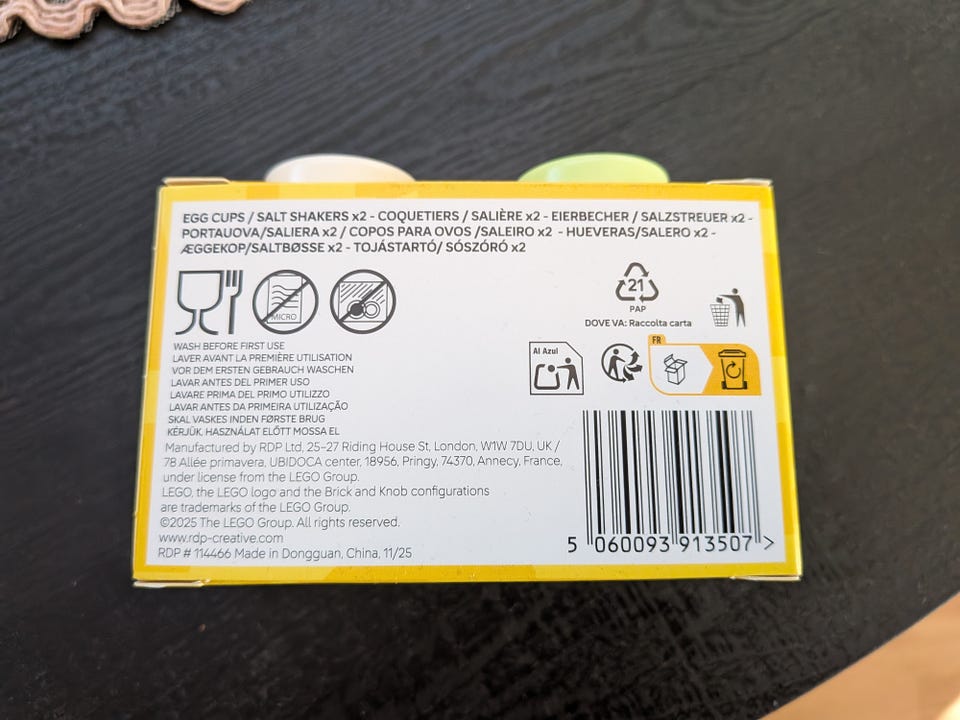 EGG CUPS / SALT SHAKERS x2 - COQUETIERS / SALIÈRE x2 - EIERBECHER / SALZSTREUER x2 -
PORTAUOVA/SALIERA x2 / COPOS PARA OVOS /SALEIRO x2 - HUEVERAS/SALERO x2 -
ÆGGEKOP/SALTBØSSE x2 - TOJÁSTARTÓ/ SÓSZÓRÓ x2
MICRO
21
PAP
DOVE VA: Raccolta carta
Al Azul
FR
WASH BEFORE FIRST USE
LAVER AVANT LA PREMIÈRE UTILISATION
VOR DEM ERSTEN GEBRAUCH WASCHEN
LAVAR ANTES DEL PRIMER USO
LAVARE PRIMA DEL PRIMO UTILIZZO
LAVAR ANTES DA PRIMEIRA UTILIZAÇÃO
SKAL VASKES INDEN FØRSTE BRUG
KÉRJÜK, HASZNÁLAT ELŐTT MOSSA EL
Manufactured by RDP Ltd, 25-27 Riding House St, London, W1W 7DU, UK /
78 Allée primavera, UBIDOCA center, 18956, Pringy, 74370, Annecy, France,
under license from the LEGO Group.
LEGO, the LEGO logo and the Brick and Knob configurations
are trademarks of the LEGO Group.
©2025 The LEGO Group. All rights reserved.
www.rdp-creative.com
RDP # 114466 Made in Dongguan, China, 11/25
5 060093 913507 >